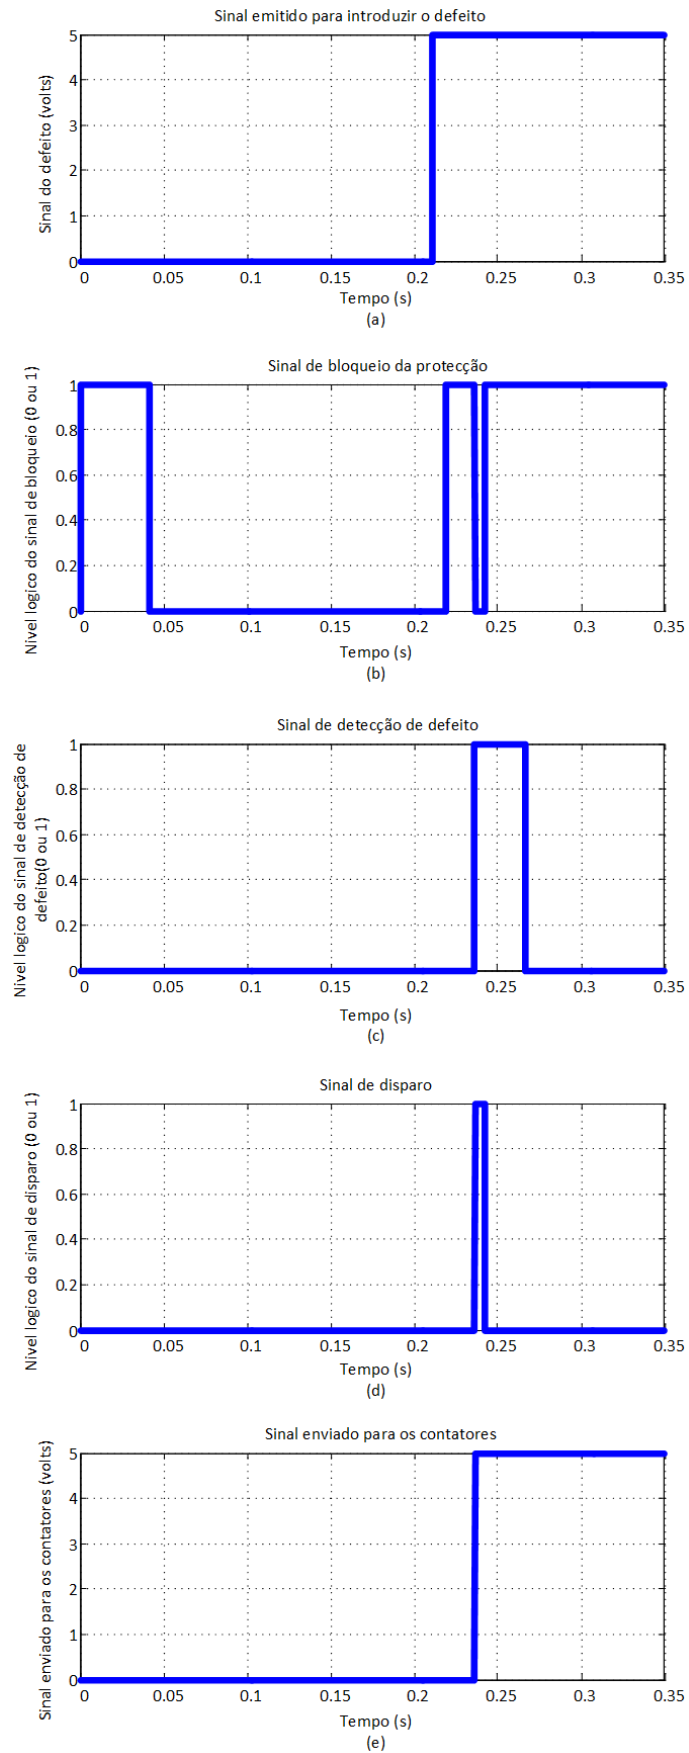 Sinal emitido para introduzir o defeito
Sinal do defeito (volts)
5
4
3
2
1
0
0 0.05 0.1 0.15 0.2 0.25 0.3 0.35
Tempo (s)
(a)
Sinal de bloqueio da protecção
Nivel logico do sinal de bloqueio (0 ou 1)
1
0.8
0.6
0.4
0.2
0
0 0.05 0.1 0.15 0.2 0.25 0.3 0.35
Tempo (s)
(b)
Sinal de detecção de defeito
Nivel logico do sinal de detecção de
defeito(0 ou 1)
1
0.8
0.6
0.4
0.2
0
0 0.05 0.1 0.15 0.2 0.25 0.3 0.35
Tempo (s)
(c)
Sinal de disparo
Nivel logico do sinal de disparo (0 ou 1)
1
0.8
0.6
0.4
0.2
0
0 0.05 0.1 0.15 0.2 0.25 0.3 0.35
Tempo (s)
(d)
Sinal enviado para os contatores
Sinal enviado para os contatores (volts)
5
4
3
2
1
0
0 0.05 0.1 0.15 0.2 0.25 0.3 0.35
Tempo (s)
(e)